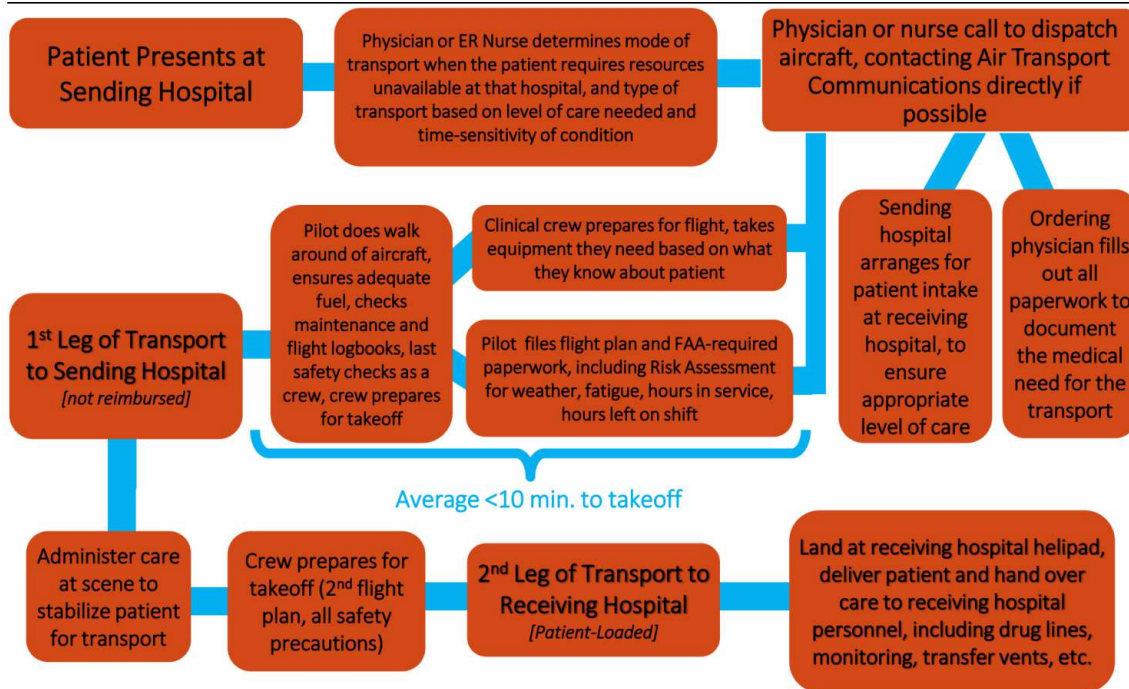 Patient Presents at
Sending Hospital
Physician or ER Nurse determines mode of
transport when the patient requires resources
unavailable at that hospital, and type of
transport based on level of care needed and
time-sensitivity of condition
Physician or nurse call to dispatch
aircraft, contacting Air Transport
Communications directly if
possible
Sending
hospital
arranges for
patient intake
at receiving
hospital, to
ensure
appropriate
level of care
Ordering
physician fills
out all
paperwork to
document
the medical
need for the
transport
Clinical crew prepares for flight, takes
equipment they need based on what
they know about patient
Pilot files flight plan and FAA-required
paperwork, including Risk Assessment
for weather, fatigue, hours in service,
hours left on shift
Pilot does walk
around of aircraft,
ensures adequate
fuel, checks
maintenance and
flight logbooks, last
safety checks as a
crew, crew prepares
for takeoff
Average <10 min. to takeoff
1st Leg of Transport
to Sending Hospital
[not reimbursed]
Administer care
at scene to
stabilize patient
for transport
Crew prepares for
takeoff (2nd flight
plan, all safety
precautions)
2nd Leg of Transport to
Receiving Hospital
[Patient-Loaded]
Land at receiving hospital helipad,
deliver patient and hand over
care to receiving hospital
personnel, including drug lines,
monitoring, transfer vents, etc.